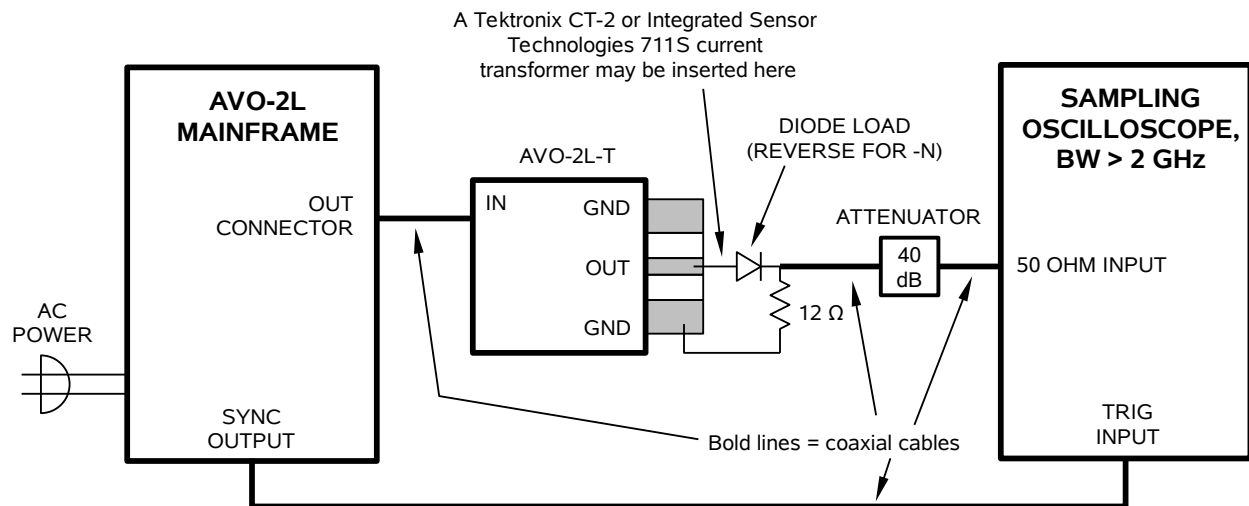 A Tektronix CT-2 or Integrated Sensor
Technologies 711S current
transformer may be inserted here
AVO-2L
MAINFRAME
OUT
CONNECTOR
SYNC
OUTPUT
AC
POWER
AVO-2L-T
IN
GND
OUT
GND
DIODE LOAD
(REVERSE FOR -N)
12 Ω
ATTENUATOR
40
dB
SAMPLING
OSCILLOSCOPE,
BW > 2 GHz
50 OHM INPUT
TRIG
INPUT
Bold lines = coaxial cables